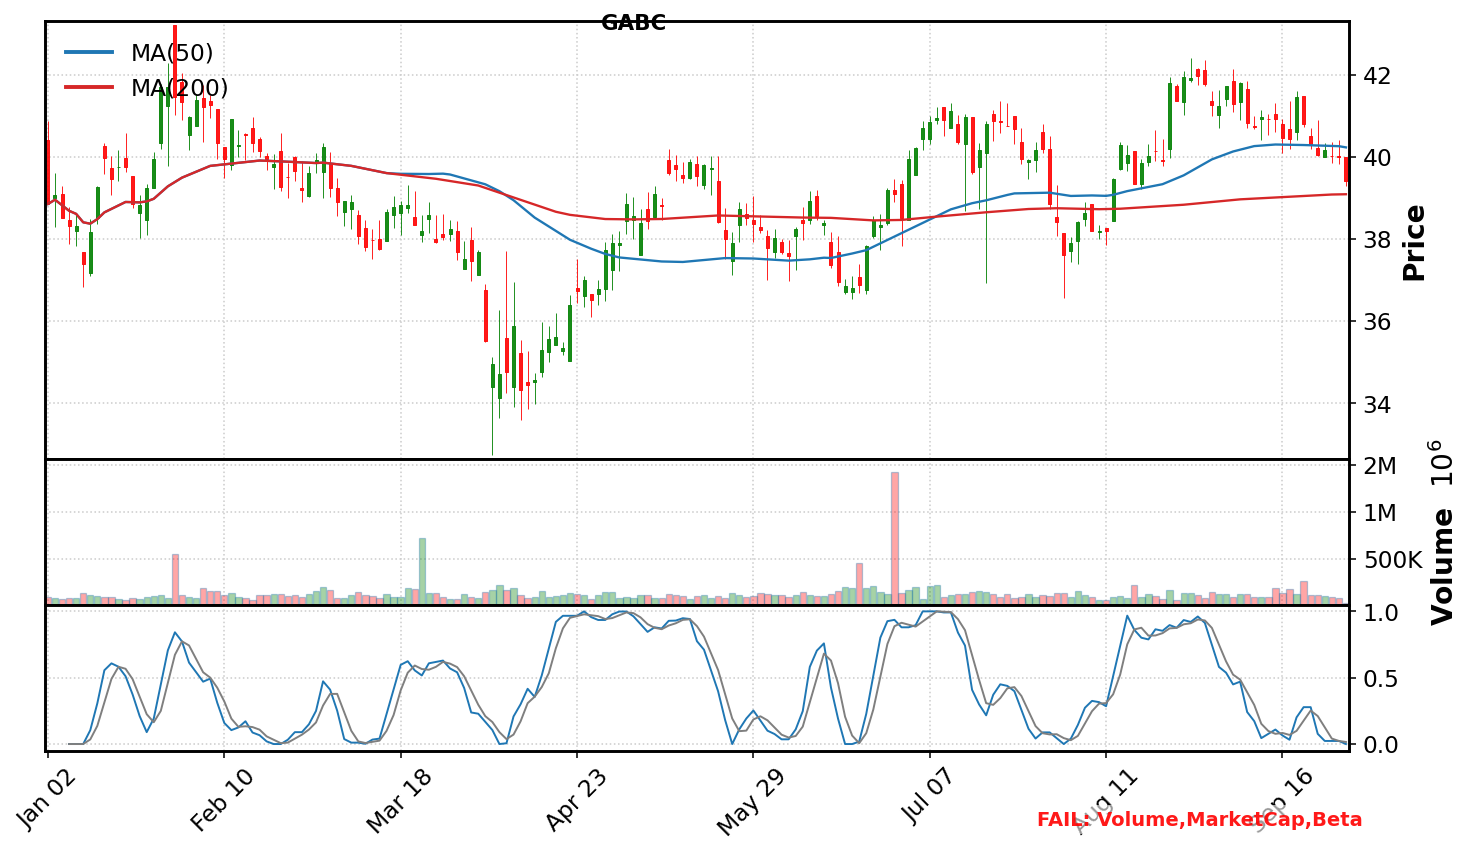 GABC
MA(50)
MA(200)
42
40
38
36
34
Price
2M
1M
500K
Volume 10^6
1.0
0.5
0.0
Jan 02
Feb 10
Mar 18
Apr 23
May 29
Jul 07
Aug 11
Sep 16
FAIL: Volume,MarketCap,Beta